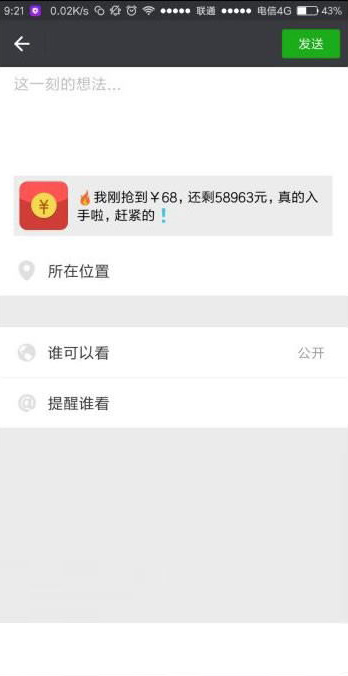 9:21 0.02K/s 联通 电信4G 43%
发送
这一刻的想法...
🔥我刚抢到￥68，还剩58963元，真的入
手啦，赶紧的❗
¥
所在位置
谁可以看 公开
@ 提醒谁看